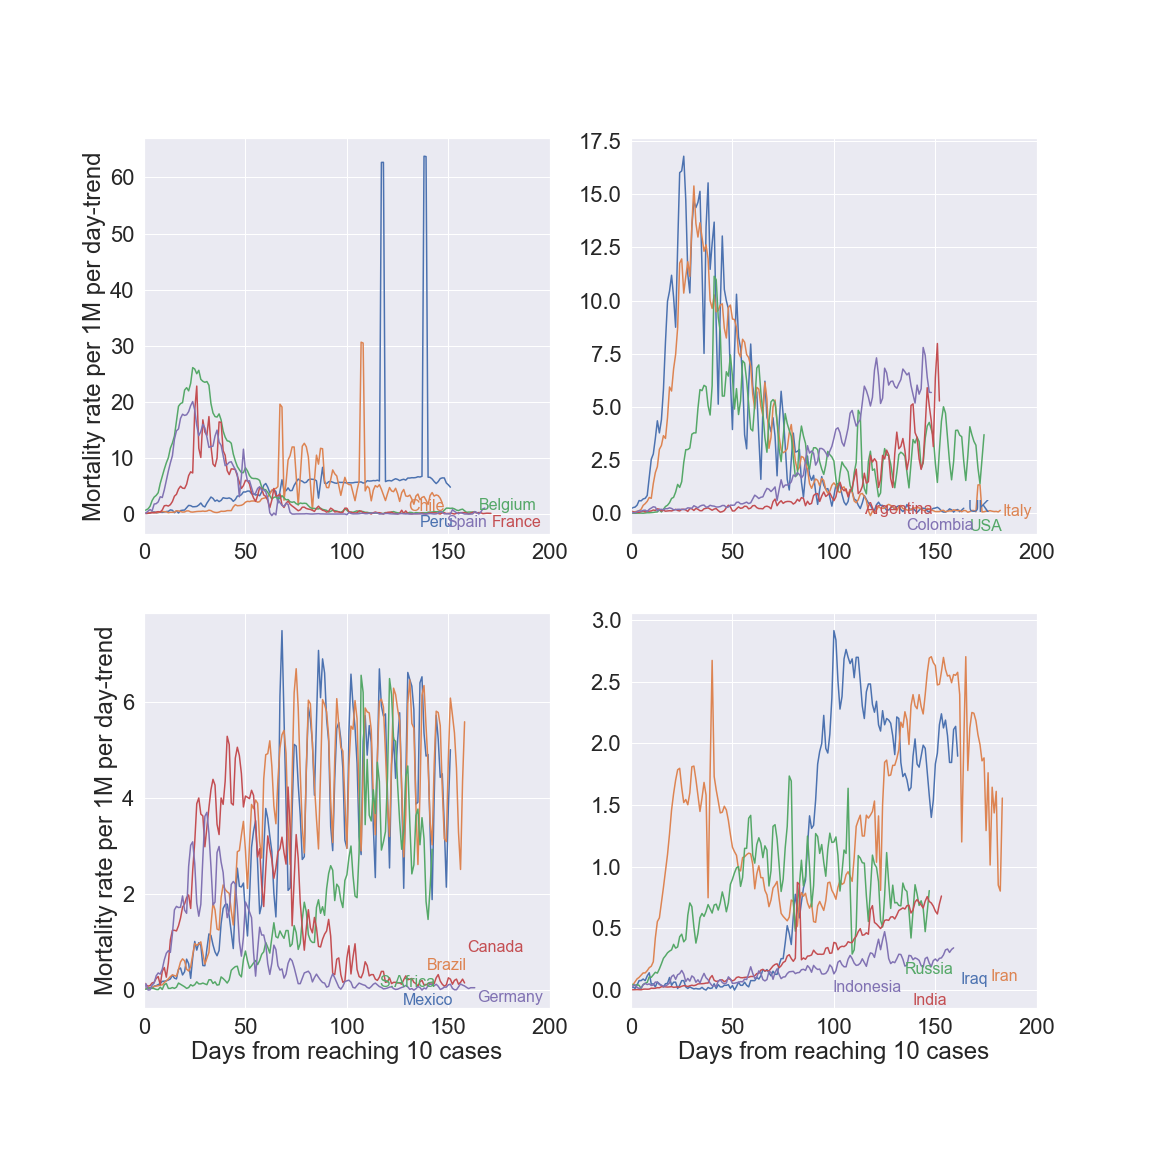 Mortality rate per 1M per day-trend
60
50
40
30
20
10
0
0 50 100 150 200
Chile
Belgium
Peru
Spain
France
17.5
15.0
12.5
10.0
7.5
5.0
2.5
0.0
0 50 100 150 200
Argentina
UK
Italy
Colombia
USA
Mortality rate per 1M per day-trend
6
4
2
0
0 50 100 150 200
Days from reaching 10 cases
Canada
Brazil
S. Africa
Mexico
Germany
3.0
2.5
2.0
1.5
1.0
0.5
0.0
0 50 100 150 200
Days from reaching 10 cases
Russia
Iraq
Iran
Indonesia
India